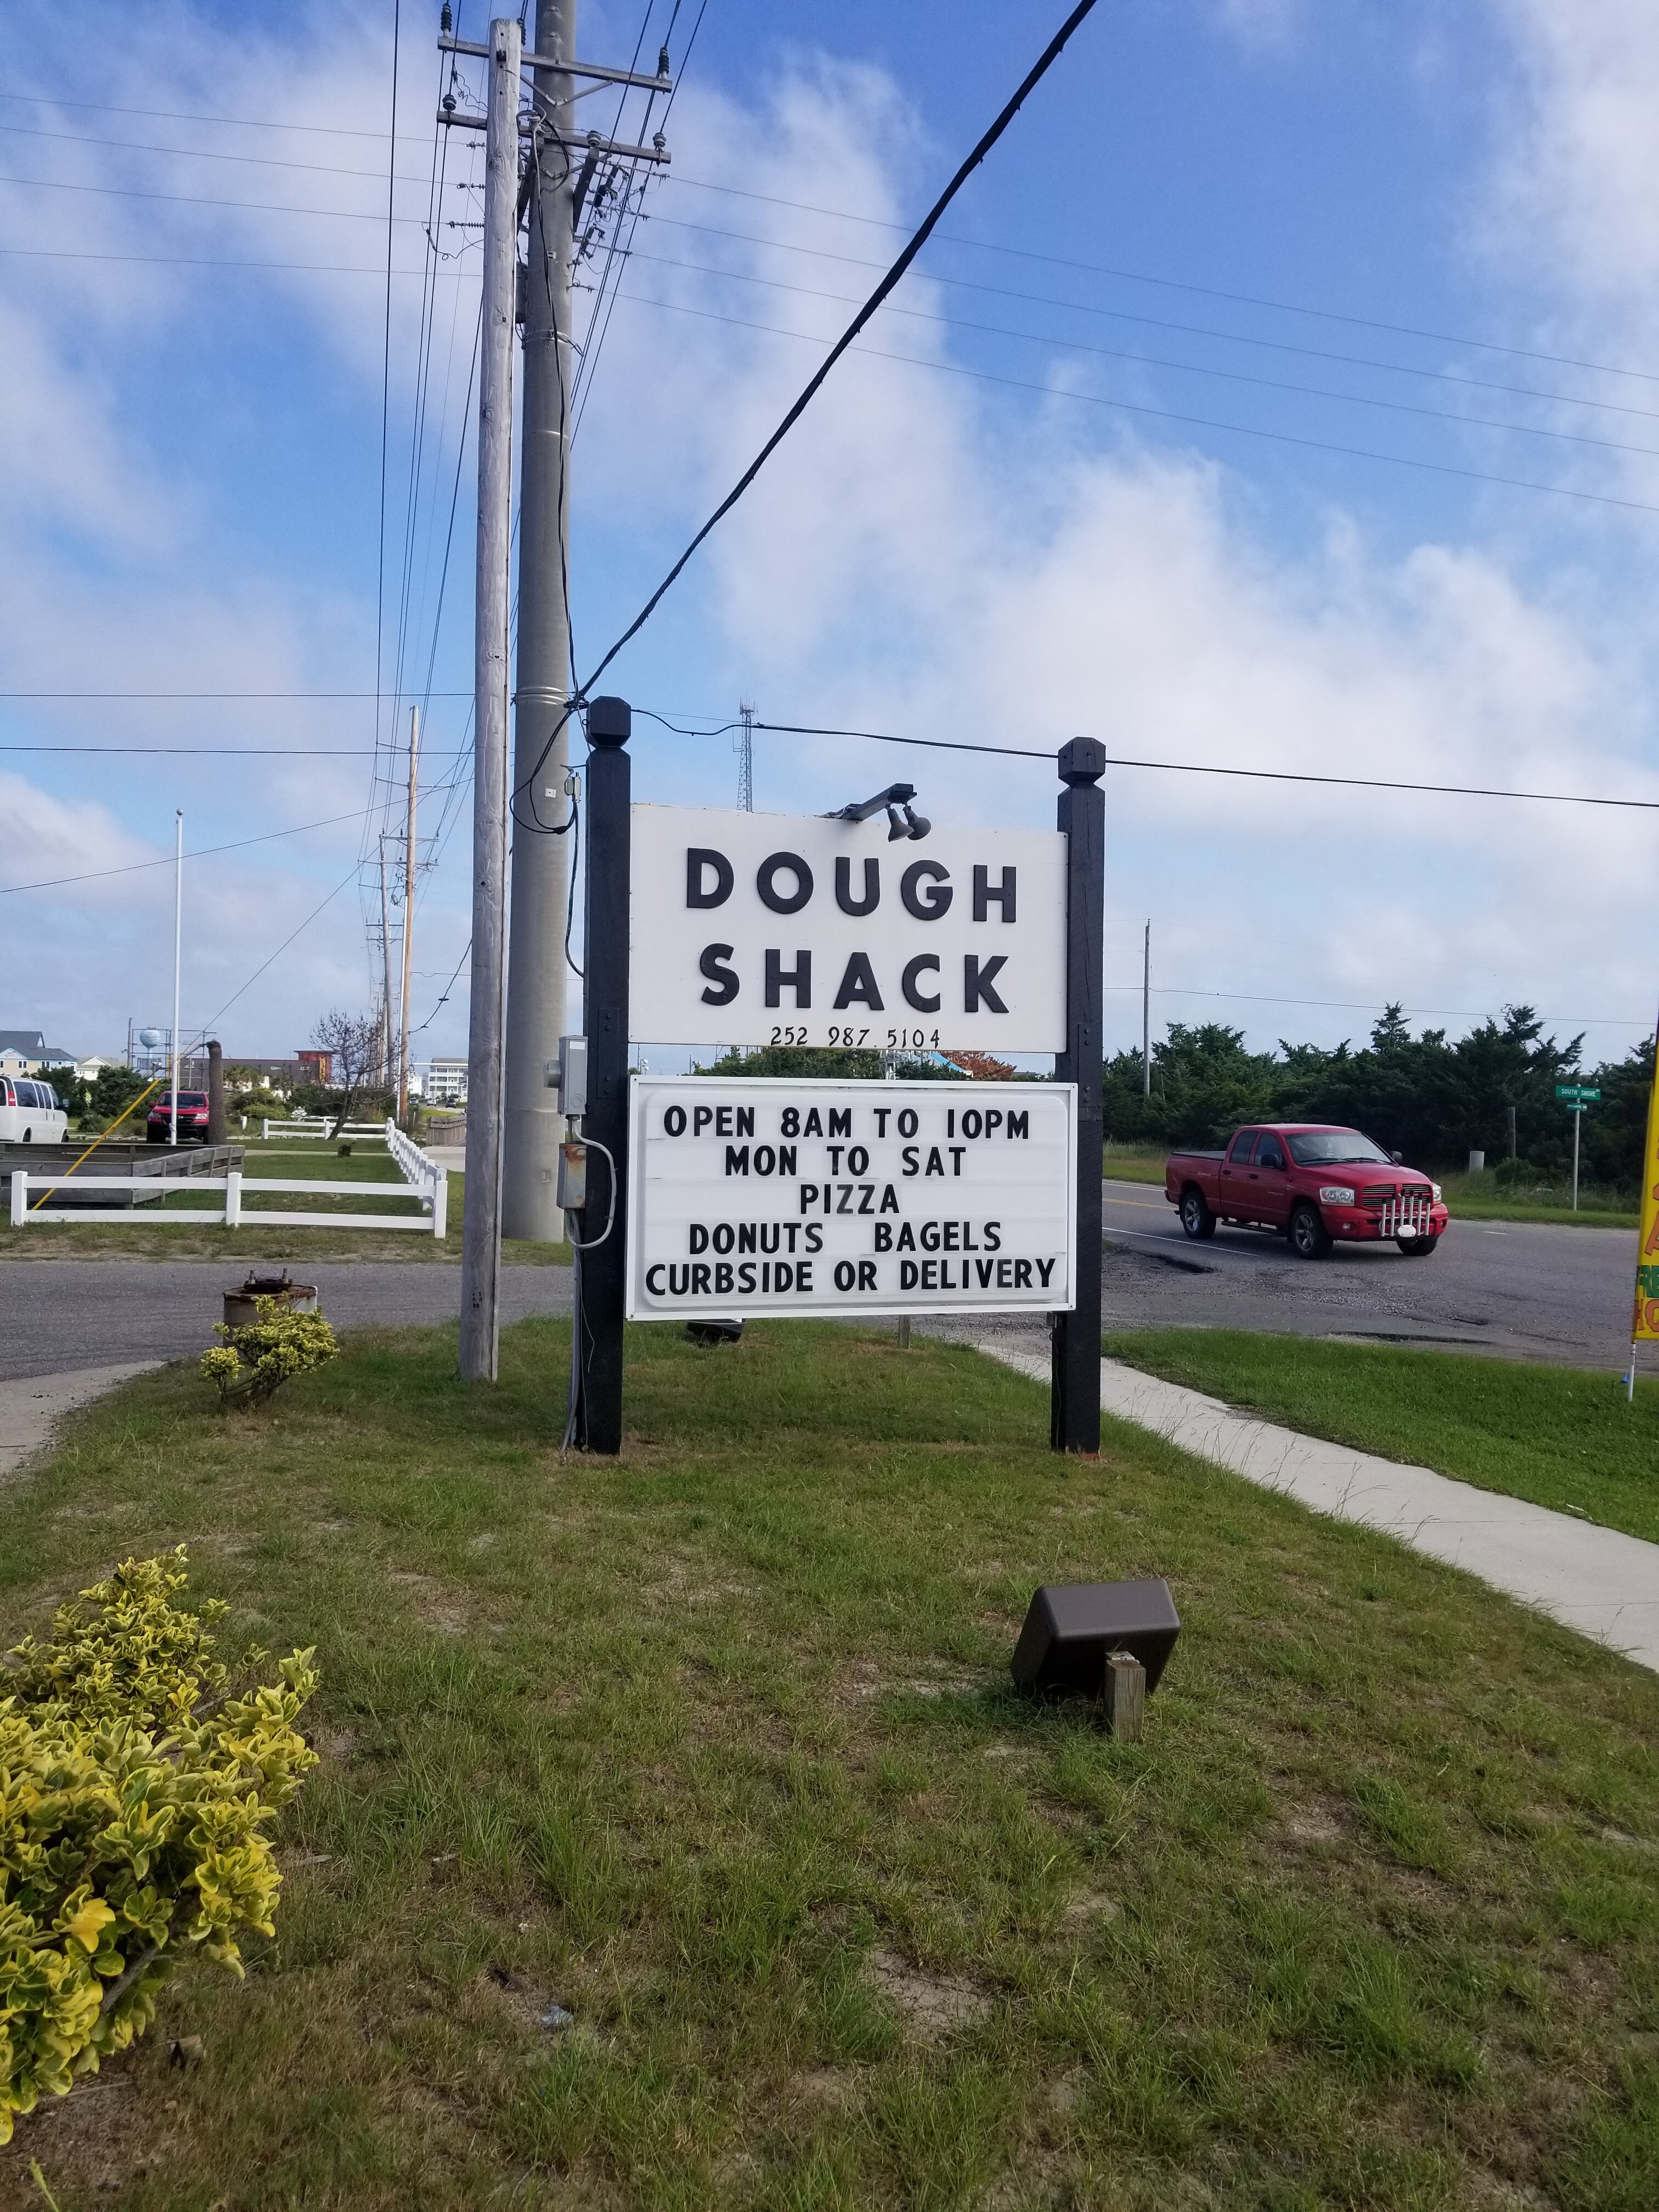 DOUGH
SHACK
252 987.5104
OPEN 8AM TO 10PM
MON TO SAT
PIZZA
DONUTS BAGELS
CURBSIDE OR DELIVERY